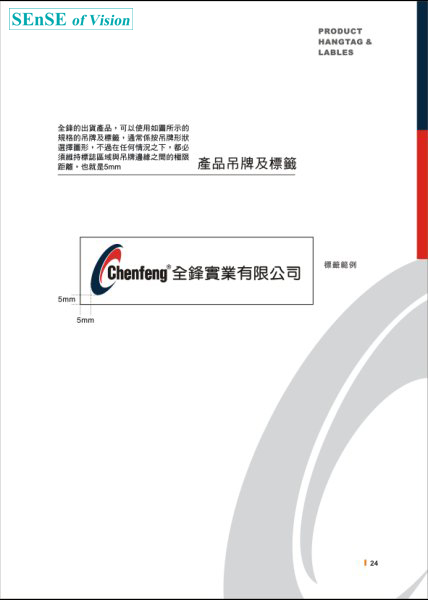 SEnSE of Vision
PRODUCT
HANGTAG &
LABLES
全鋒的出貨產品，可以使用如圖所示的
規格的吊牌及標籤，通常係按吊牌形狀
選擇圖形，不過在任何情況之下，都必
須維持標誌區域與吊牌邊緣之間的極限
距離，也就是5mm
產品吊牌及標籤
Chenfeng® 全鋒實業有限公司
標籤範例
5mm
5mm
24